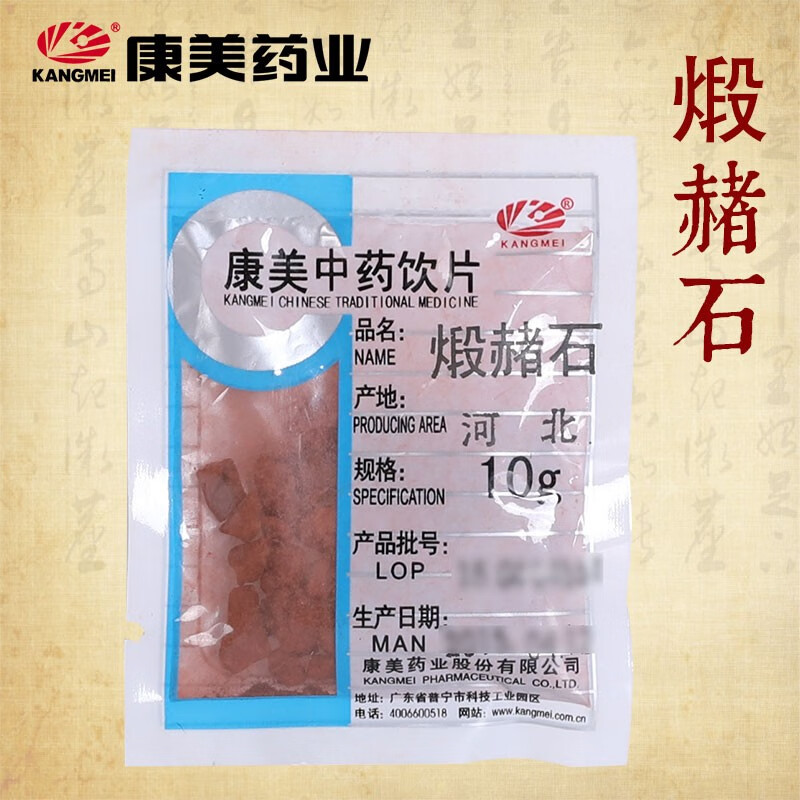 KANGMEI® 康美药业
煅赭石
®
KANGMEI
康美中药饮片
KANGMEI CHINESE TRADITIONAL MEDICINE
品名: 煅赭石
NAME
产地: 河 北
PRODUCING AREA
规格: 10g
SPECIFICATION
产品批号:
LOP
生产日期:
MAN
康美药业股份有限公司
KANGMEI PHARMACEUTICAL CO.,LTD.
地址: 广东省普宁市科技工业园区
电话: 4006600518 网站: www.kangmei.com.cn